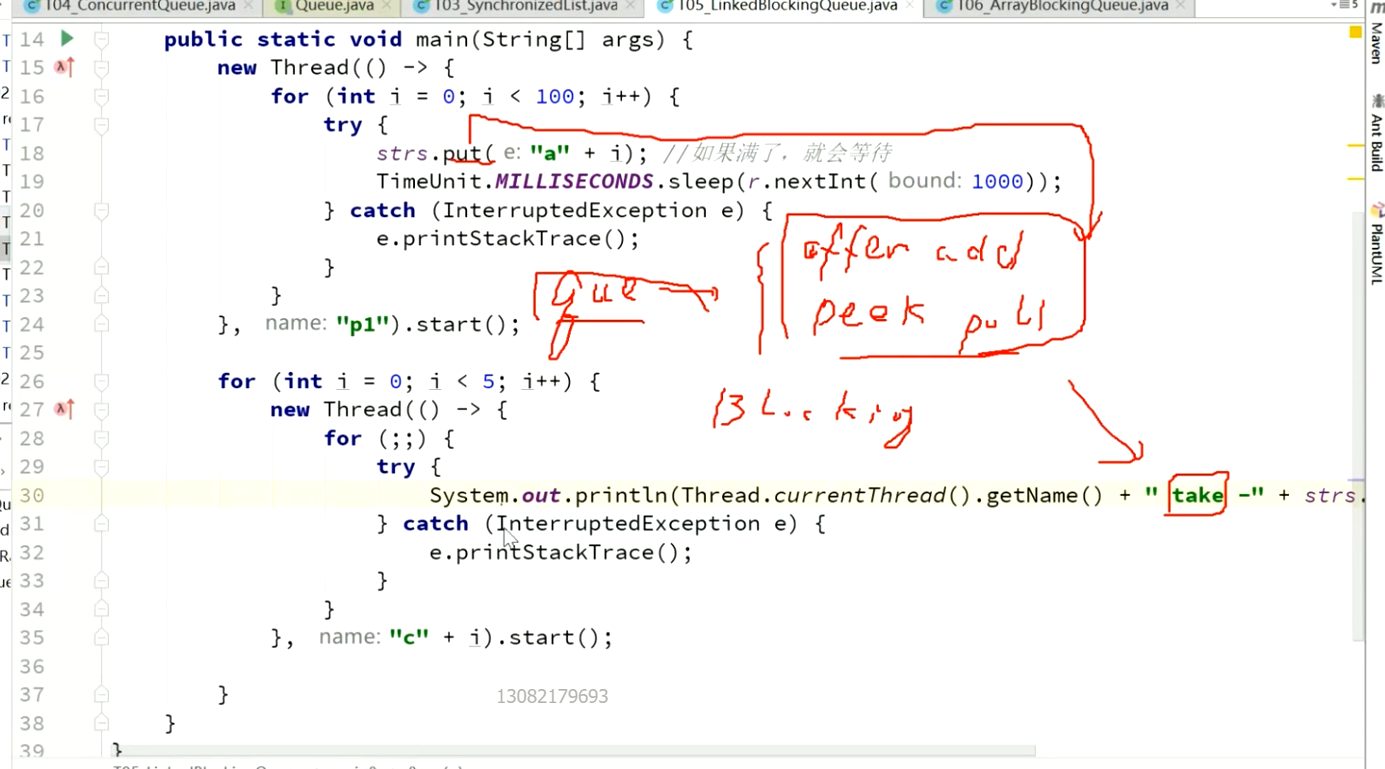 T04_ConcurrentQueue.java Queue.java T03_SynchronizedList.java T05_LinkedBlockingQueue.java T06_ArrayBlockingQueue.java
14 public static void main(String[] args) {
15 new Thread(() -> {
16 for (int i = 0; i < 100; i++) {
17 try {
18 strs.put( e: "a" + i); //如果满了，就会等待
19 TimeUnit.MILLISECONDS.sleep(r.nextInt( bound: 1000));
20 } catch (InterruptedException e) {
21 e.printStackTrace();
offer add
22 }
23 }
que
peek poll
24 }, name: "p1").start();
25
26 for (int i = 0; i < 5; i++) {
27 new Thread(() -> {
Blocking
28 for (;;) {
29 try {
30 System.out.println(Thread.currentThread().getName() + " take -" + strs.
31 } catch (InterruptedException e) {
32 e.printStackTrace();
33 }
34 }
35 }, name: "c" + i).start();
36
37 }
13082179693
38 }
39 }
Maven
Ant Build
PlantUML